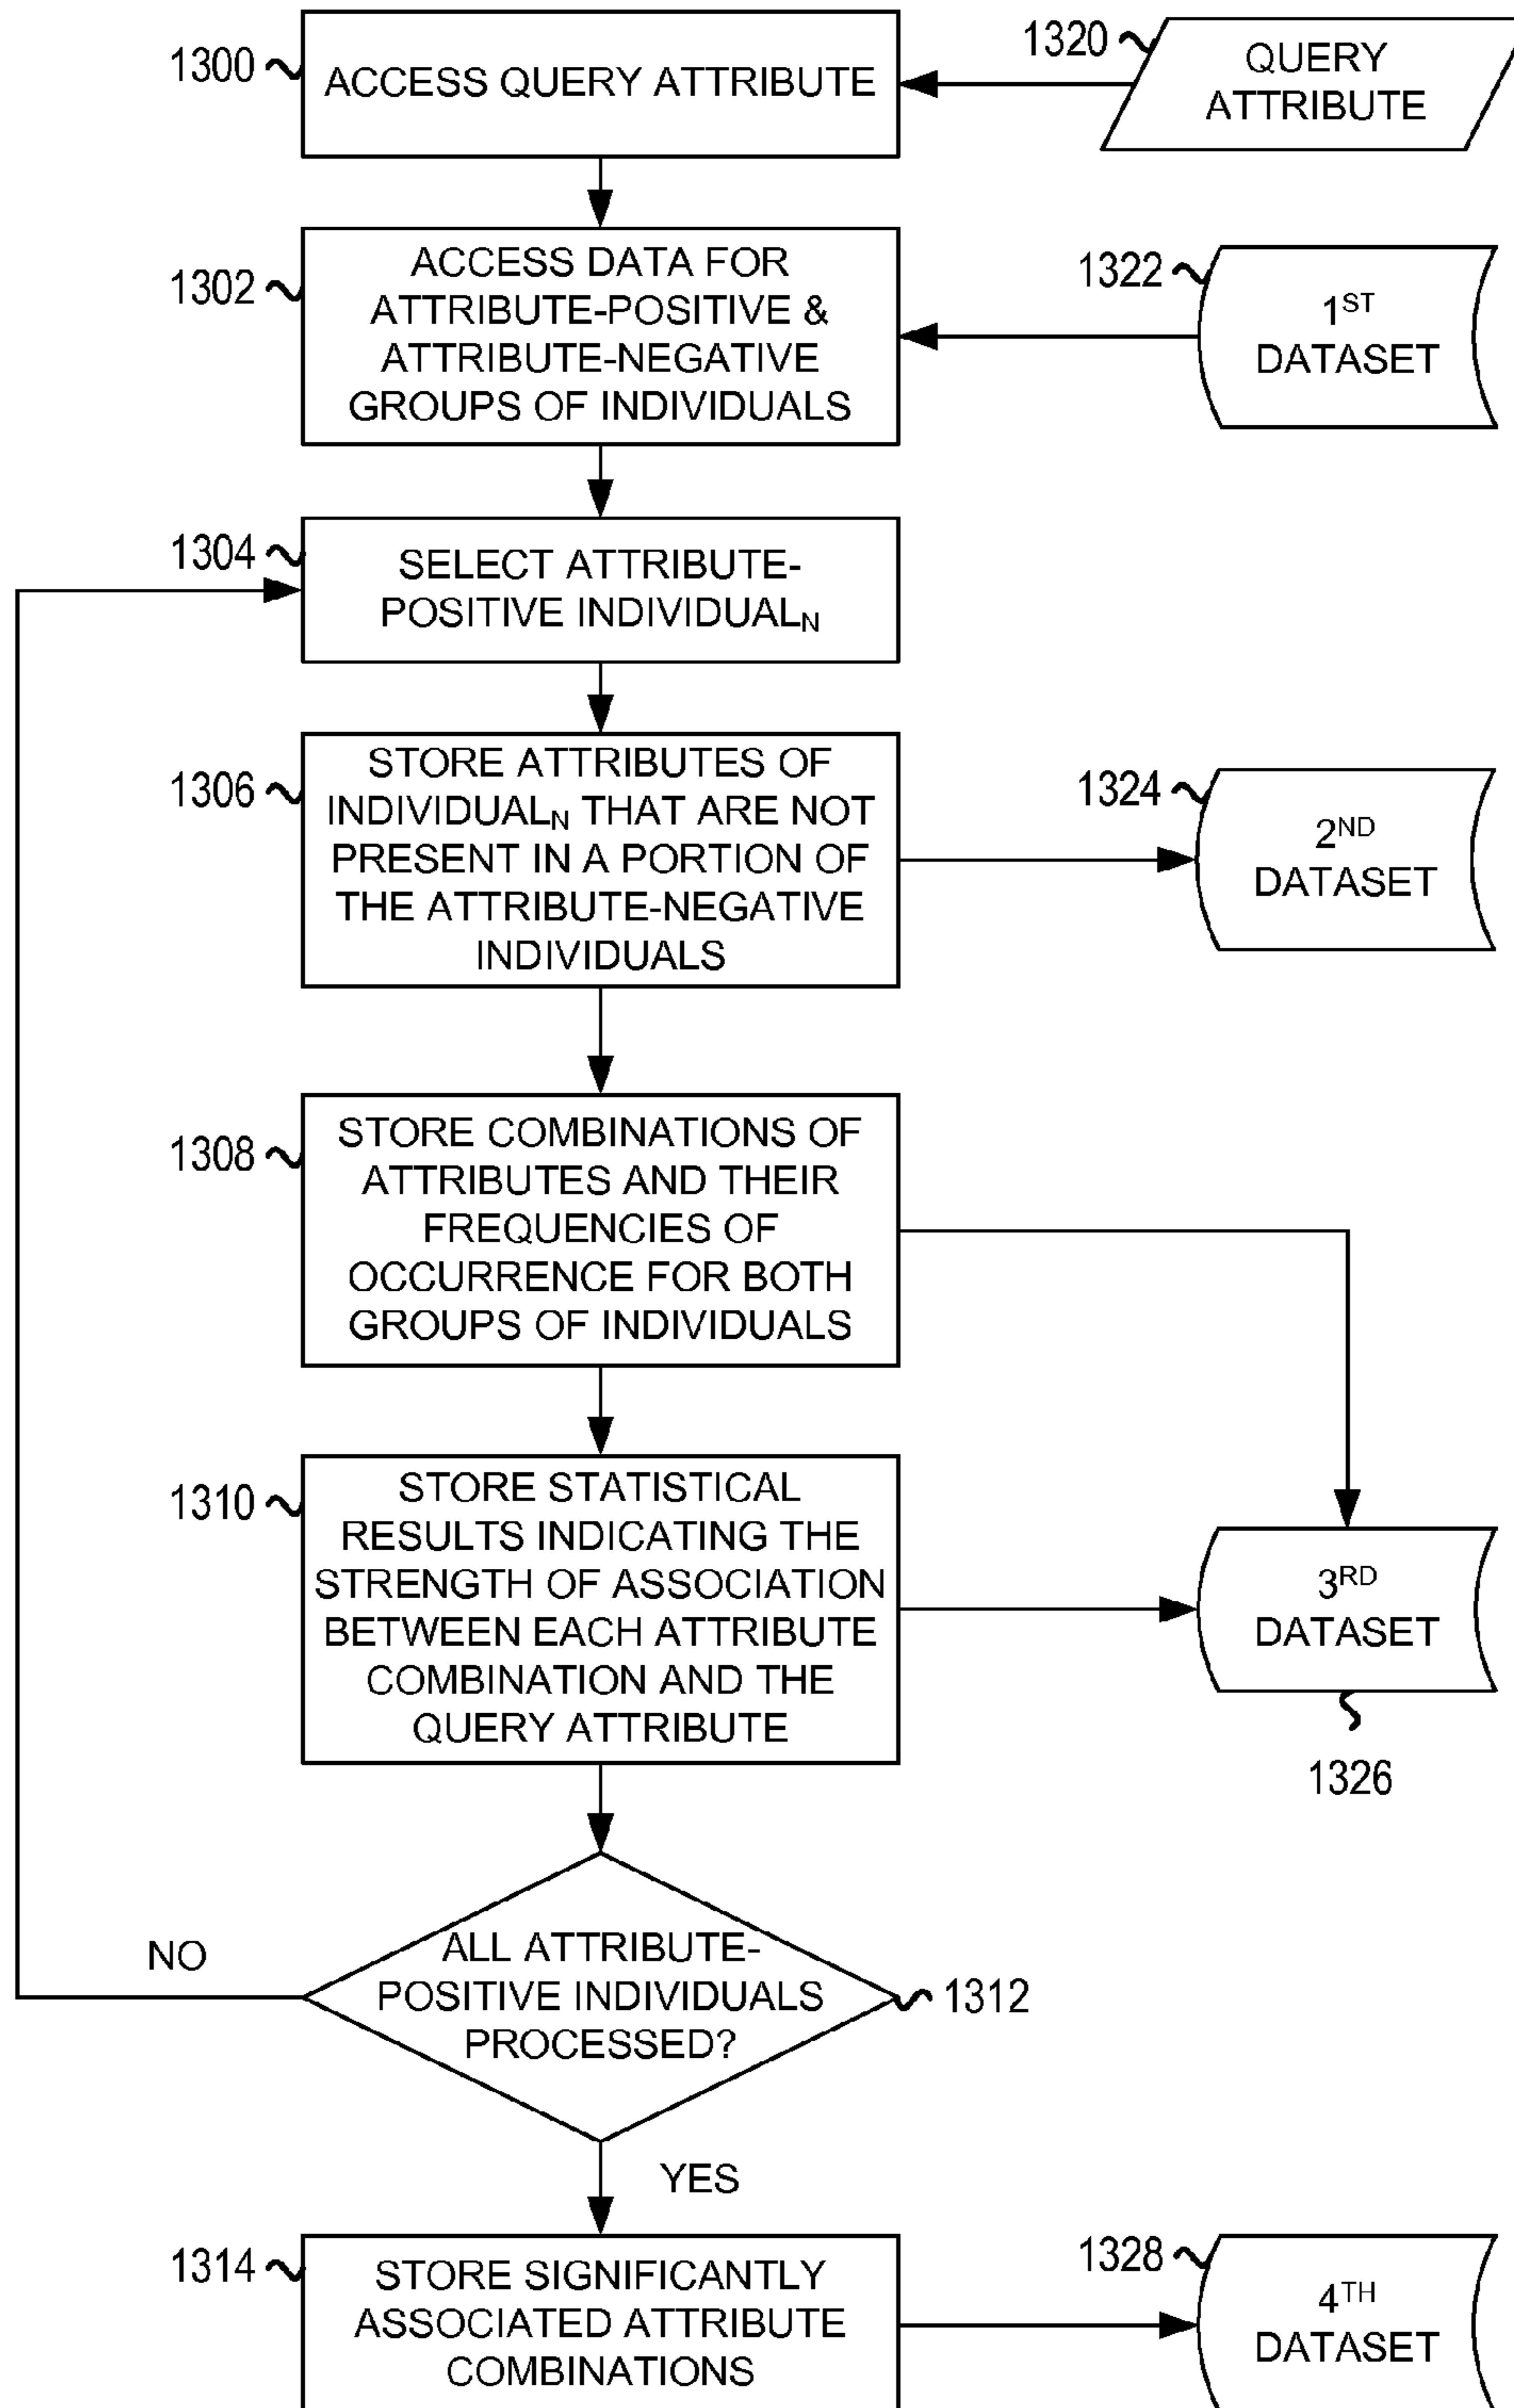 1300
ACCESS QUERY ATTRIBUTE
1320
QUERY
ATTRIBUTE
1302
ACCESS DATA FOR
ATTRIBUTE-POSITIVE &
ATTRIBUTE-NEGATIVE
GROUPS OF INDIVIDUALS
1322
1ST
DATASET
1304
SELECT ATTRIBUTE-
POSITIVE INDIVIDUALN
1306
STORE ATTRIBUTES OF
INDIVIDUALN THAT ARE NOT
PRESENT IN A PORTION OF
THE ATTRIBUTE-NEGATIVE
INDIVIDUALS
1324
2ND
DATASET
1308
STORE COMBINATIONS OF
ATTRIBUTES AND THEIR
FREQUENCIES OF
OCCURRENCE FOR BOTH
GROUPS OF INDIVIDUALS
1310
STORE STATISTICAL
RESULTS INDICATING THE
STRENGTH OF ASSOCIATION
BETWEEN EACH ATTRIBUTE
COMBINATION AND THE
QUERY ATTRIBUTE
3RD
DATASET
1326
NO
ALL ATTRIBUTE-
POSITIVE INDIVIDUALS
PROCESSED?
1312
YES
1314
STORE SIGNIFICANTLY
ASSOCIATED ATTRIBUTE
COMBINATIONS
1328
4TH
DATASET